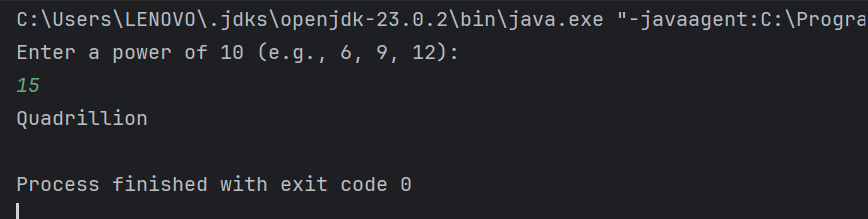 C:\Users\LENOVO\.jdks\openjdk-23.0.2\bin\java.exe "-javaagent:C:\Progra
Enter a power of 10 (e.g., 6, 9, 12):
15
Quadrillion
Process finished with exit code 0